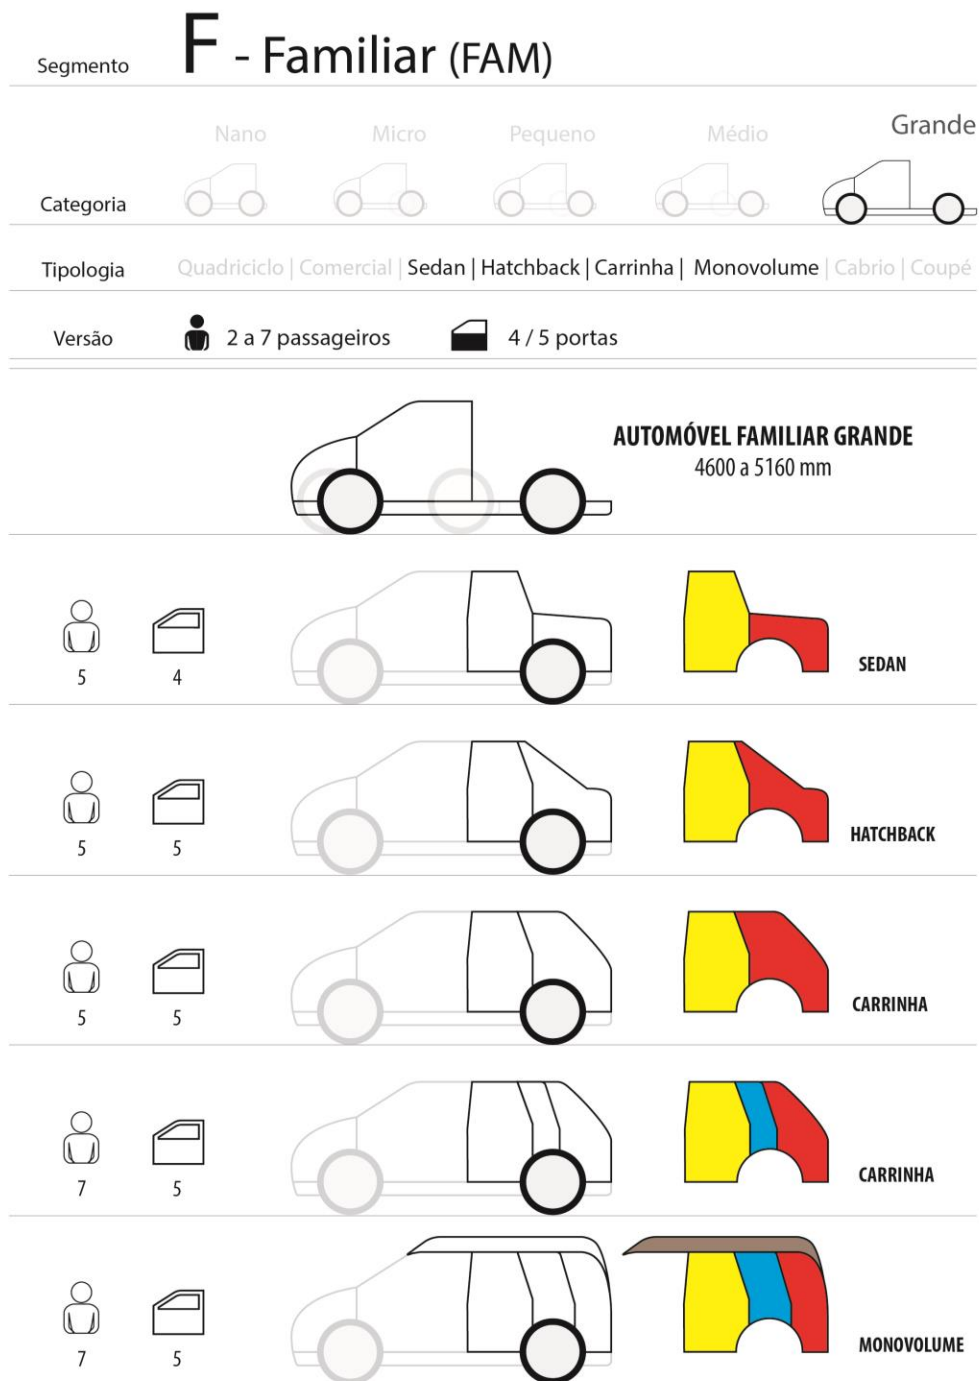 Segmento F - Familiar (FAM)
Nano Micro Pequeno Médio Grande
Categoria
Tipologia Quadriciclo | Comercial | Sedan | Hatchback | Carrinha | Monovolume | Cabrio | Coupé
Versão 2 a 7 passageiros 4 / 5 portas
AUTOMÓVEL FAMILIAR GRANDE
4600 a 5160 mm
SEDAN
5 4
HATCHBACK
5 5
CARRINHA
5 5
CARRINHA
7 5
MONOVOLUME
7 5